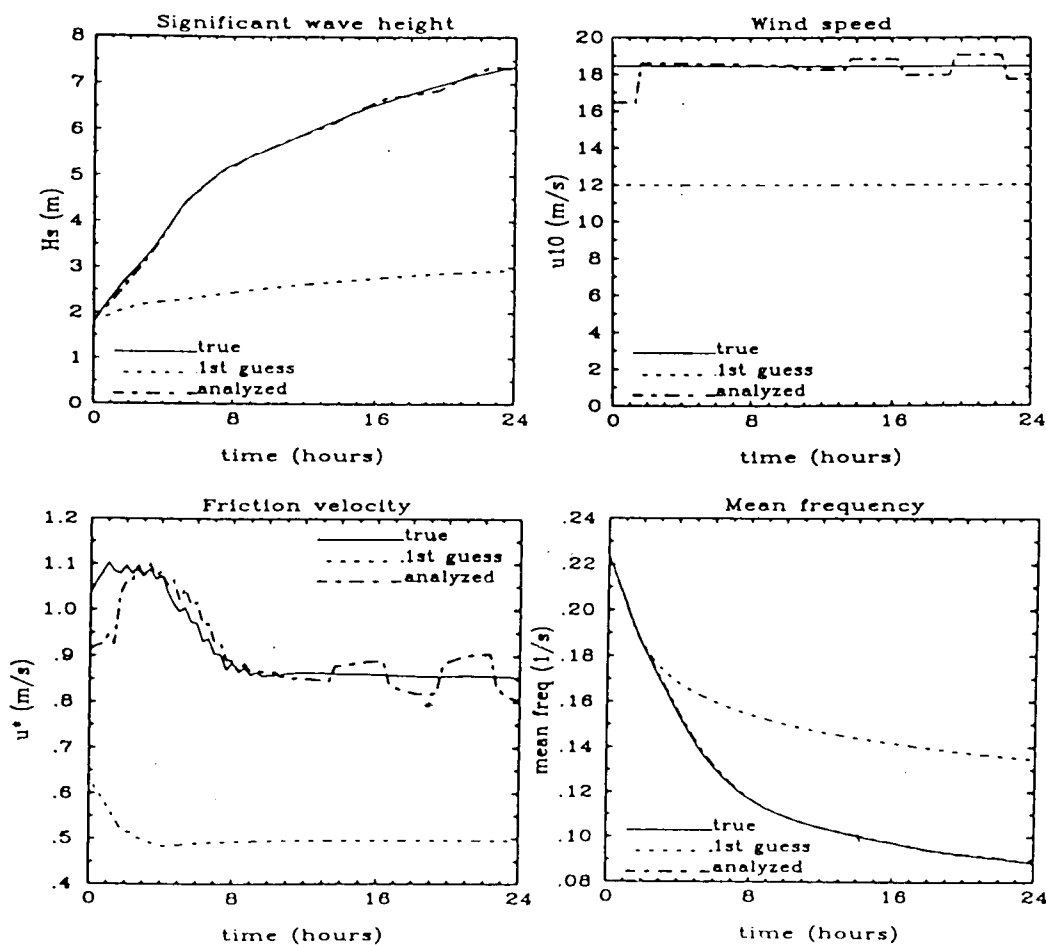 Significant wave height
8
7
6
5
4
3
2
1
0
Hs (m)
true
1st guess
analyzed
0
8
16
24
time (hours)
Wind speed
20
18
16
14
12
10
8
6
4
2
0
u10 (m/s)
true
1st guess
analyzed
0
8
16
24
time (hours)
Friction velocity
1.2
1.1
1.0
.9
.8
.7
.6
.5
.4
u* (m/s)
true
1st guess
analyzed
0
8
16
24
time (hours)
Mean frequency
.24
.22
.20
.18
.16
.14
.12
0.10
.08
mean freq (1/s)
true
1st guess
analyzed
0
8
16
24
time (hours)